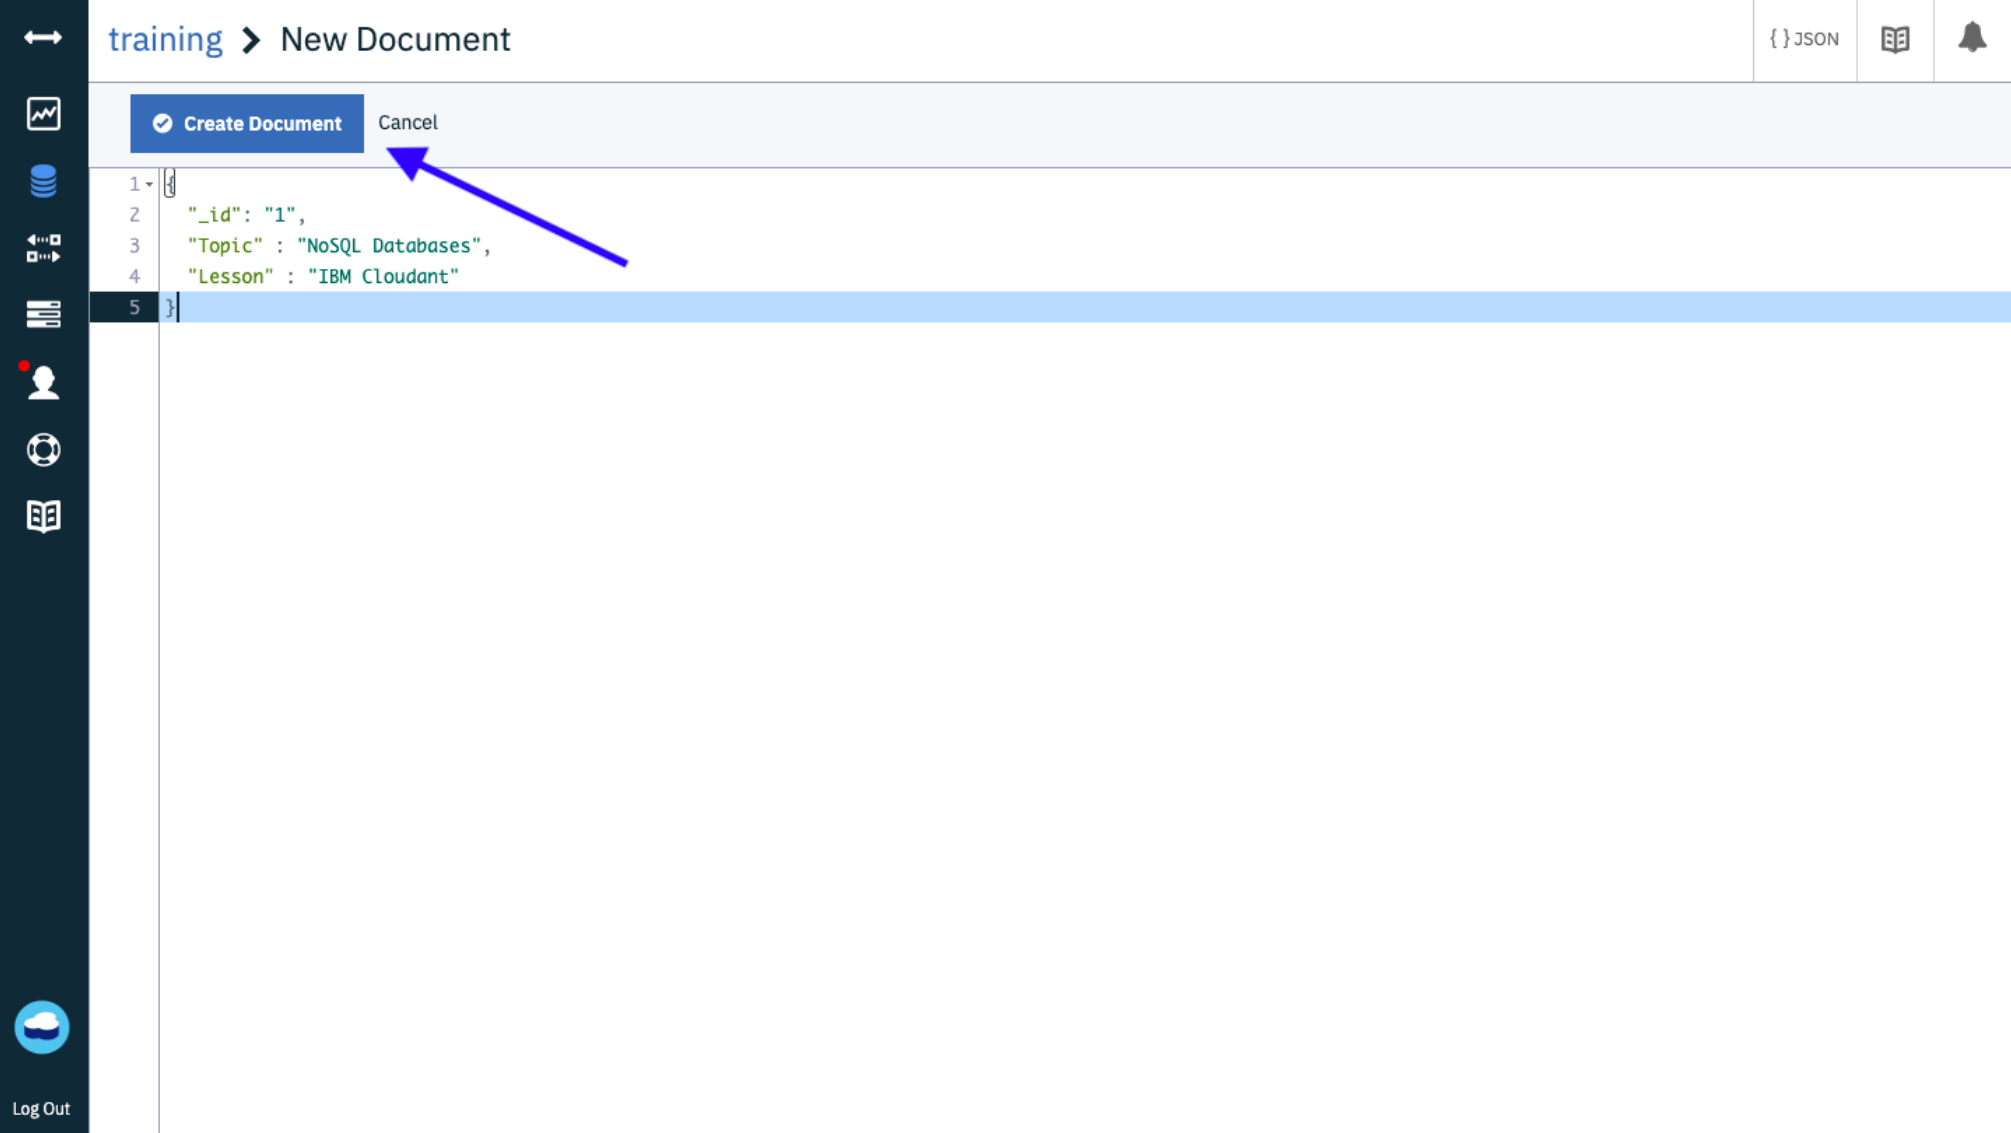 training > New Document
{ } JSON
Create Document
Cancel
1 {
2 "_id": "1",
3 "Topic" : "NoSQL Databases",
4 "Lesson" : "IBM Cloudant"
5 }
Log Out